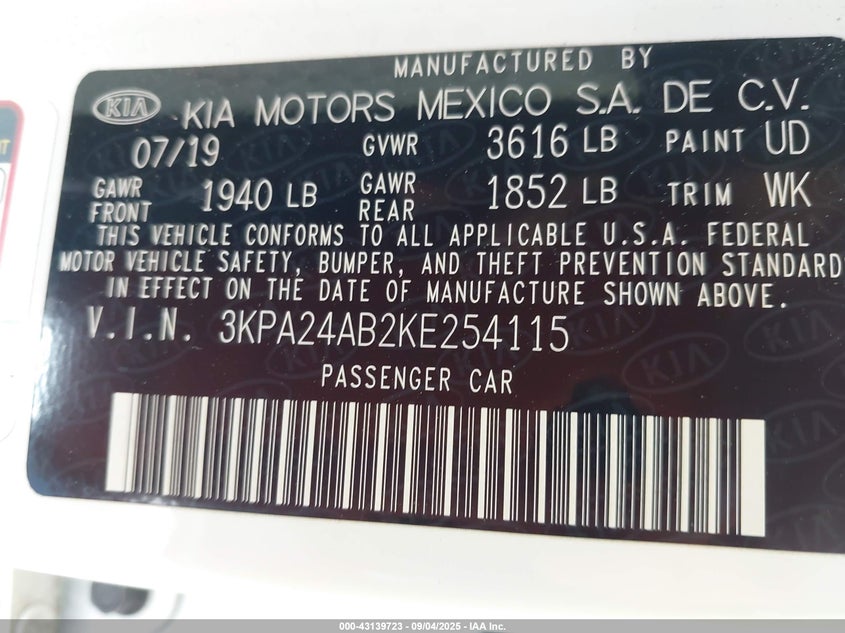 MANUFACTURED BY
KIA KIA MOTORS MEXICO S.A. DE C.V.
07/19 GVWR 3616 LB PAINT UD
GAWR FRONT 1940 LB GAWR REAR 1852 LB TRIM WK
THIS VEHICLE CONFORMS TO ALL APPLICABLE U.S.A. FEDERAL
MOTOR VEHICLE SAFETY, BUMPER, AND THEFT PREVENTION STANDARD
IN EFFECT ON THE DATE OF MANUFACTURE SHOWN ABOVE.
V.I.N. 3KPA24AB2KE254115
PASSENGER CAR
000-43139723 - 09/04/2025 - IAA Inc.